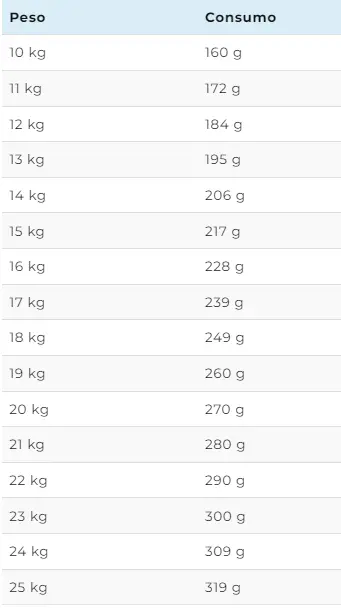 Peso Consumo
10 kg 160 g
11 kg 172 g
12 kg 184 g
13 kg 195 g
14 kg 206 g
15 kg 217 g
16 kg 228 g
17 kg 239 g
18 kg 249 g
19 kg 260 g
20 kg 270 g
21 kg 280 g
22 kg 290 g
23 kg 300 g
24 kg 309 g
25 kg 319 g